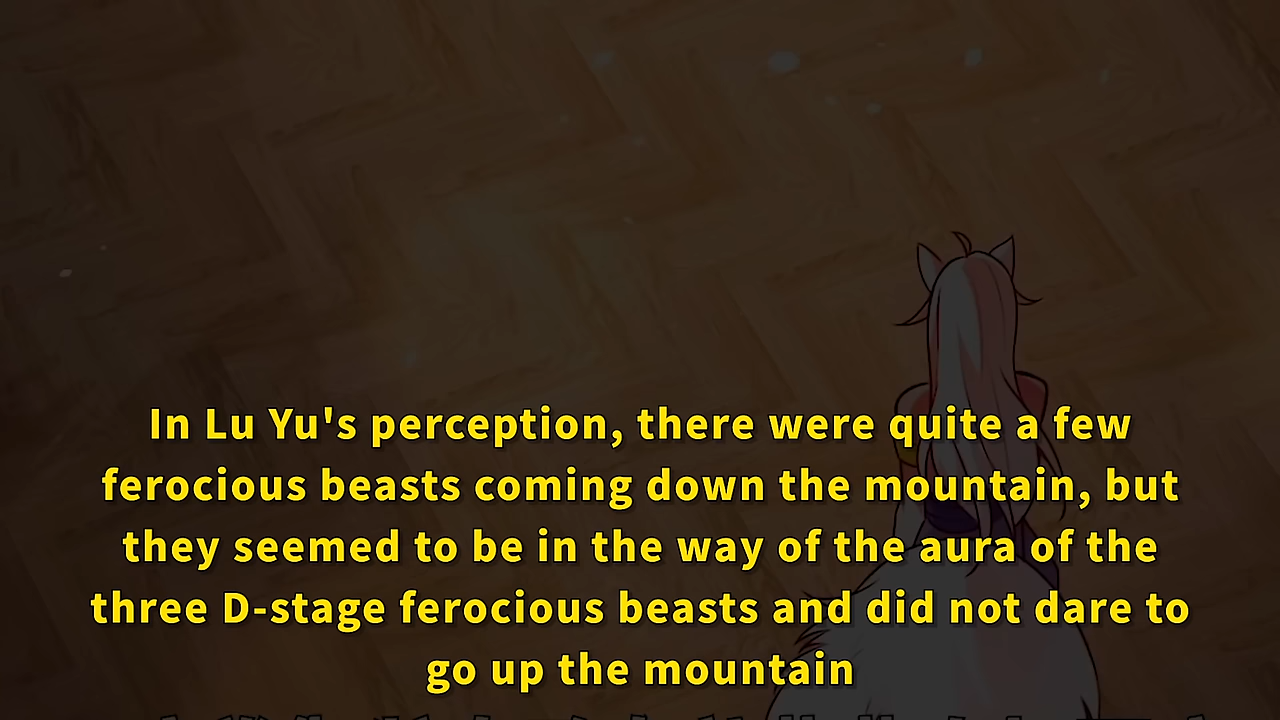 In Lu Yu's perception, there were quite a few
ferocious beasts coming down the mountain, but
they seemed to be in the way of the aura of the
three D-stage ferocious beasts and did not dare to
go up the mountain